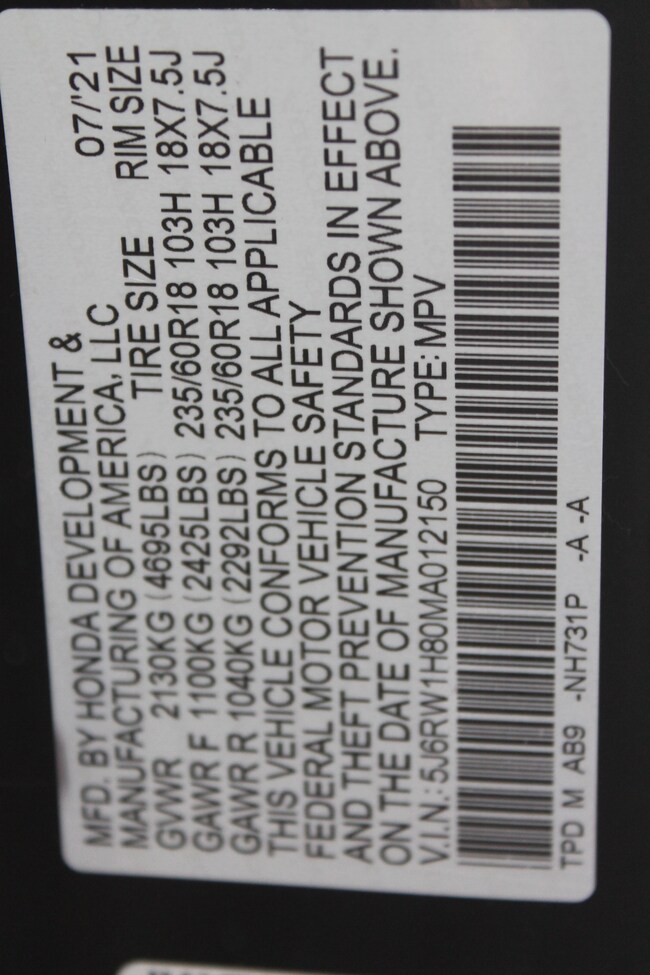 MFD. BY HONDA DEVELOPMENT & 07/'21
MANUFACTURING OF AMERICA, LLC
TIRE SIZE RIM SIZE
GVWR 2130KG (4695LBS)
GAWR F 1100KG (2425LBS) 235/60R18 103H 18X7.5J
GAWR R 1040KG (2292LBS) 235/60R18 103H 18X7.5J
THIS VEHICLE CONFORMS TO ALL APPLICABLE
FEDERAL MOTOR VEHICLE SAFETY
AND THEFT PREVENTION STANDARDS IN EFFECT
ON THE DATE OF MANUFACTURE SHOWN ABOVE.
V.I.N.: 5J6RW1H80MA012150 TYPE: MPV
TPD M AB9 -NH731P -A -A